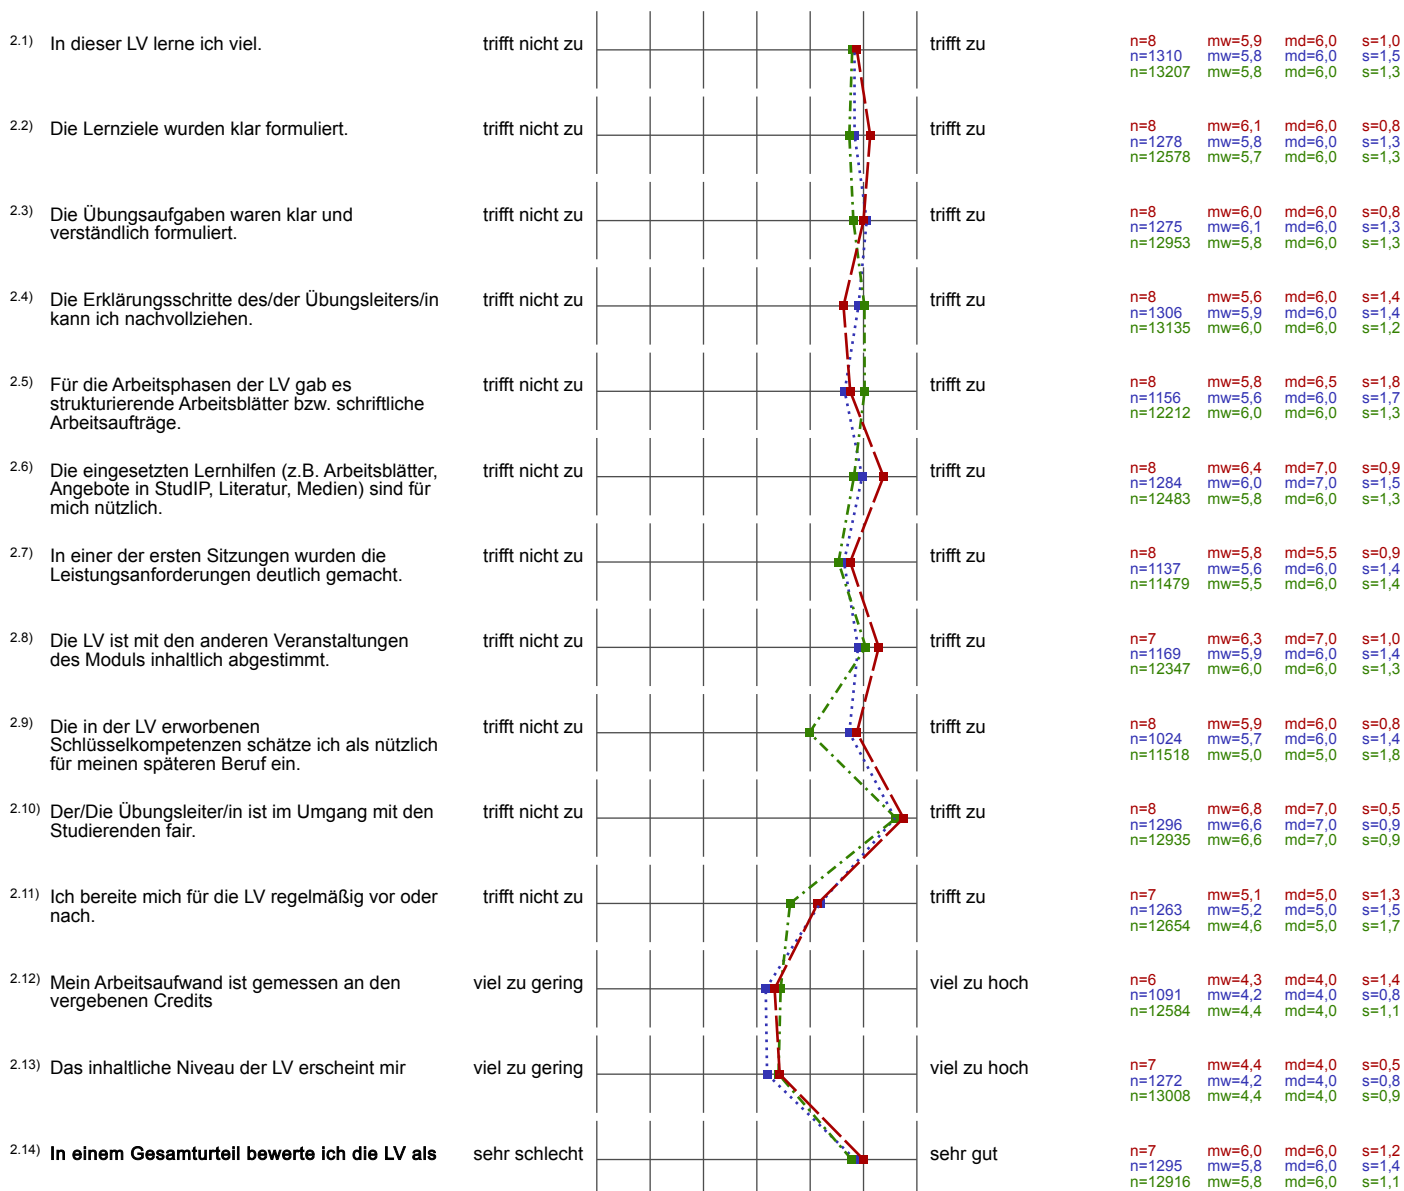 2.1) In dieser LV lerne ich viel. trifft nicht zu trifft zu n=8 mw=5,9 md=6,0 s=1,0
n=1310 mw=5,8 md=6,0 s=1,5
n=13207 mw=5,8 md=6,0 s=1,3
2.2) Die Lernziele wurden klar formuliert. trifft nicht zu trifft zu n=8 mw=6,1 md=6,0 s=0,8
n=1278 mw=5,8 md=6,0 s=1,3
n=12578 mw=5,7 md=6,0 s=1,3
2.3) Die Übungsaufgaben waren klar und trifft nicht zu trifft zu n=8 mw=6,0 md=6,0 s=0,8
verständlich formuliert. n=1275 mw=6,1 md=6,0 s=1,3
n=12953 mw=5,8 md=6,0 s=1,3
2.4) Die Erklärungsschritte des/der Übungsleiters/in trifft nicht zu trifft zu n=8 mw=5,6 md=6,0 s=1,4
kann ich nachvollziehen. n=1306 mw=5,9 md=6,0 s=1,4
n=13135 mw=6,0 md=6,0 s=1,2
2.5) Für die Arbeitsphasen der LV gab es trifft nicht zu trifft zu n=8 mw=5,8 md=6,5 s=1,8
strukturierende Arbeitsblätter bzw. schriftliche n=1156 mw=5,6 md=6,0 s=1,7
Arbeitsaufträge. n=12212 mw=6,0 md=6,0 s=1,3
2.6) Die eingesetzten Lernhilfen (z.B. Arbeitsblätter, trifft nicht zu trifft zu n=8 mw=6,4 md=7,0 s=0,9
Angebote in StudIP, Literatur, Medien) sind für n=1284 mw=6,0 md=7,0 s=1,5
mich nützlich. n=12483 mw=5,8 md=6,0 s=1,3
2.7) In einer der ersten Sitzungen wurden die trifft nicht zu trifft zu n=8 mw=5,8 md=5,5 s=0,9
Leistungsanforderungen deutlich gemacht. n=1137 mw=5,6 md=6,0 s=1,4
n=11479 mw=5,5 md=6,0 s=1,4
2.8) Die LV ist mit den anderen Veranstaltungen trifft nicht zu trifft zu n=7 mw=6,3 md=7,0 s=1,0
des Moduls inhaltlich abgestimmt. n=1169 mw=5,9 md=6,0 s=1,4
n=12347 mw=6,0 md=6,0 s=1,3
2.9) Die in der LV erworbenen trifft nicht zu trifft zu n=8 mw=5,9 md=6,0 s=0,8
Schlüsselkompetenzen schätze ich als nützlich n=1024 mw=5,7 md=6,0 s=1,4
für meinen späteren Beruf ein. n=11518 mw=5,0 md=5,0 s=1,8
2.10) Der/Die Übungsleiter/in ist im Umgang mit den trifft nicht zu trifft zu n=8 mw=6,8 md=7,0 s=0,5
Studierenden fair. n=1296 mw=6,6 md=7,0 s=0,9
n=12935 mw=6,6 md=7,0 s=0,9
2.11) Ich bereite mich für die LV regelmäßig vor oder trifft nicht zu trifft zu n=7 mw=5,1 md=5,0 s=1,3
nach. n=1263 mw=5,2 md=5,0 s=1,5
n=12654 mw=4,6 md=5,0 s=1,7
2.12) Mein Arbeitsaufwand ist gemessen an den viel zu gering viel zu hoch n=6 mw=4,3 md=4,0 s=1,4
vergebenen Credits n=1091 mw=4,2 md=4,0 s=0,8
n=12584 mw=4,4 md=4,0 s=1,1
2.13) Das inhaltliche Niveau der LV erscheint mir viel zu gering viel zu hoch n=7 mw=4,4 md=4,0 s=0,5
n=1272 mw=4,2 md=4,0 s=0,8
n=13008 mw=4,4 md=4,0 s=0,9
2.14) In einem Gesamturteil bewerte ich die LV als sehr schlecht sehr gut n=7 mw=6,0 md=6,0 s=1,2
n=1295 mw=5,8 md=6,0 s=1,4
n=12916 mw=5,8 md=6,0 s=1,1